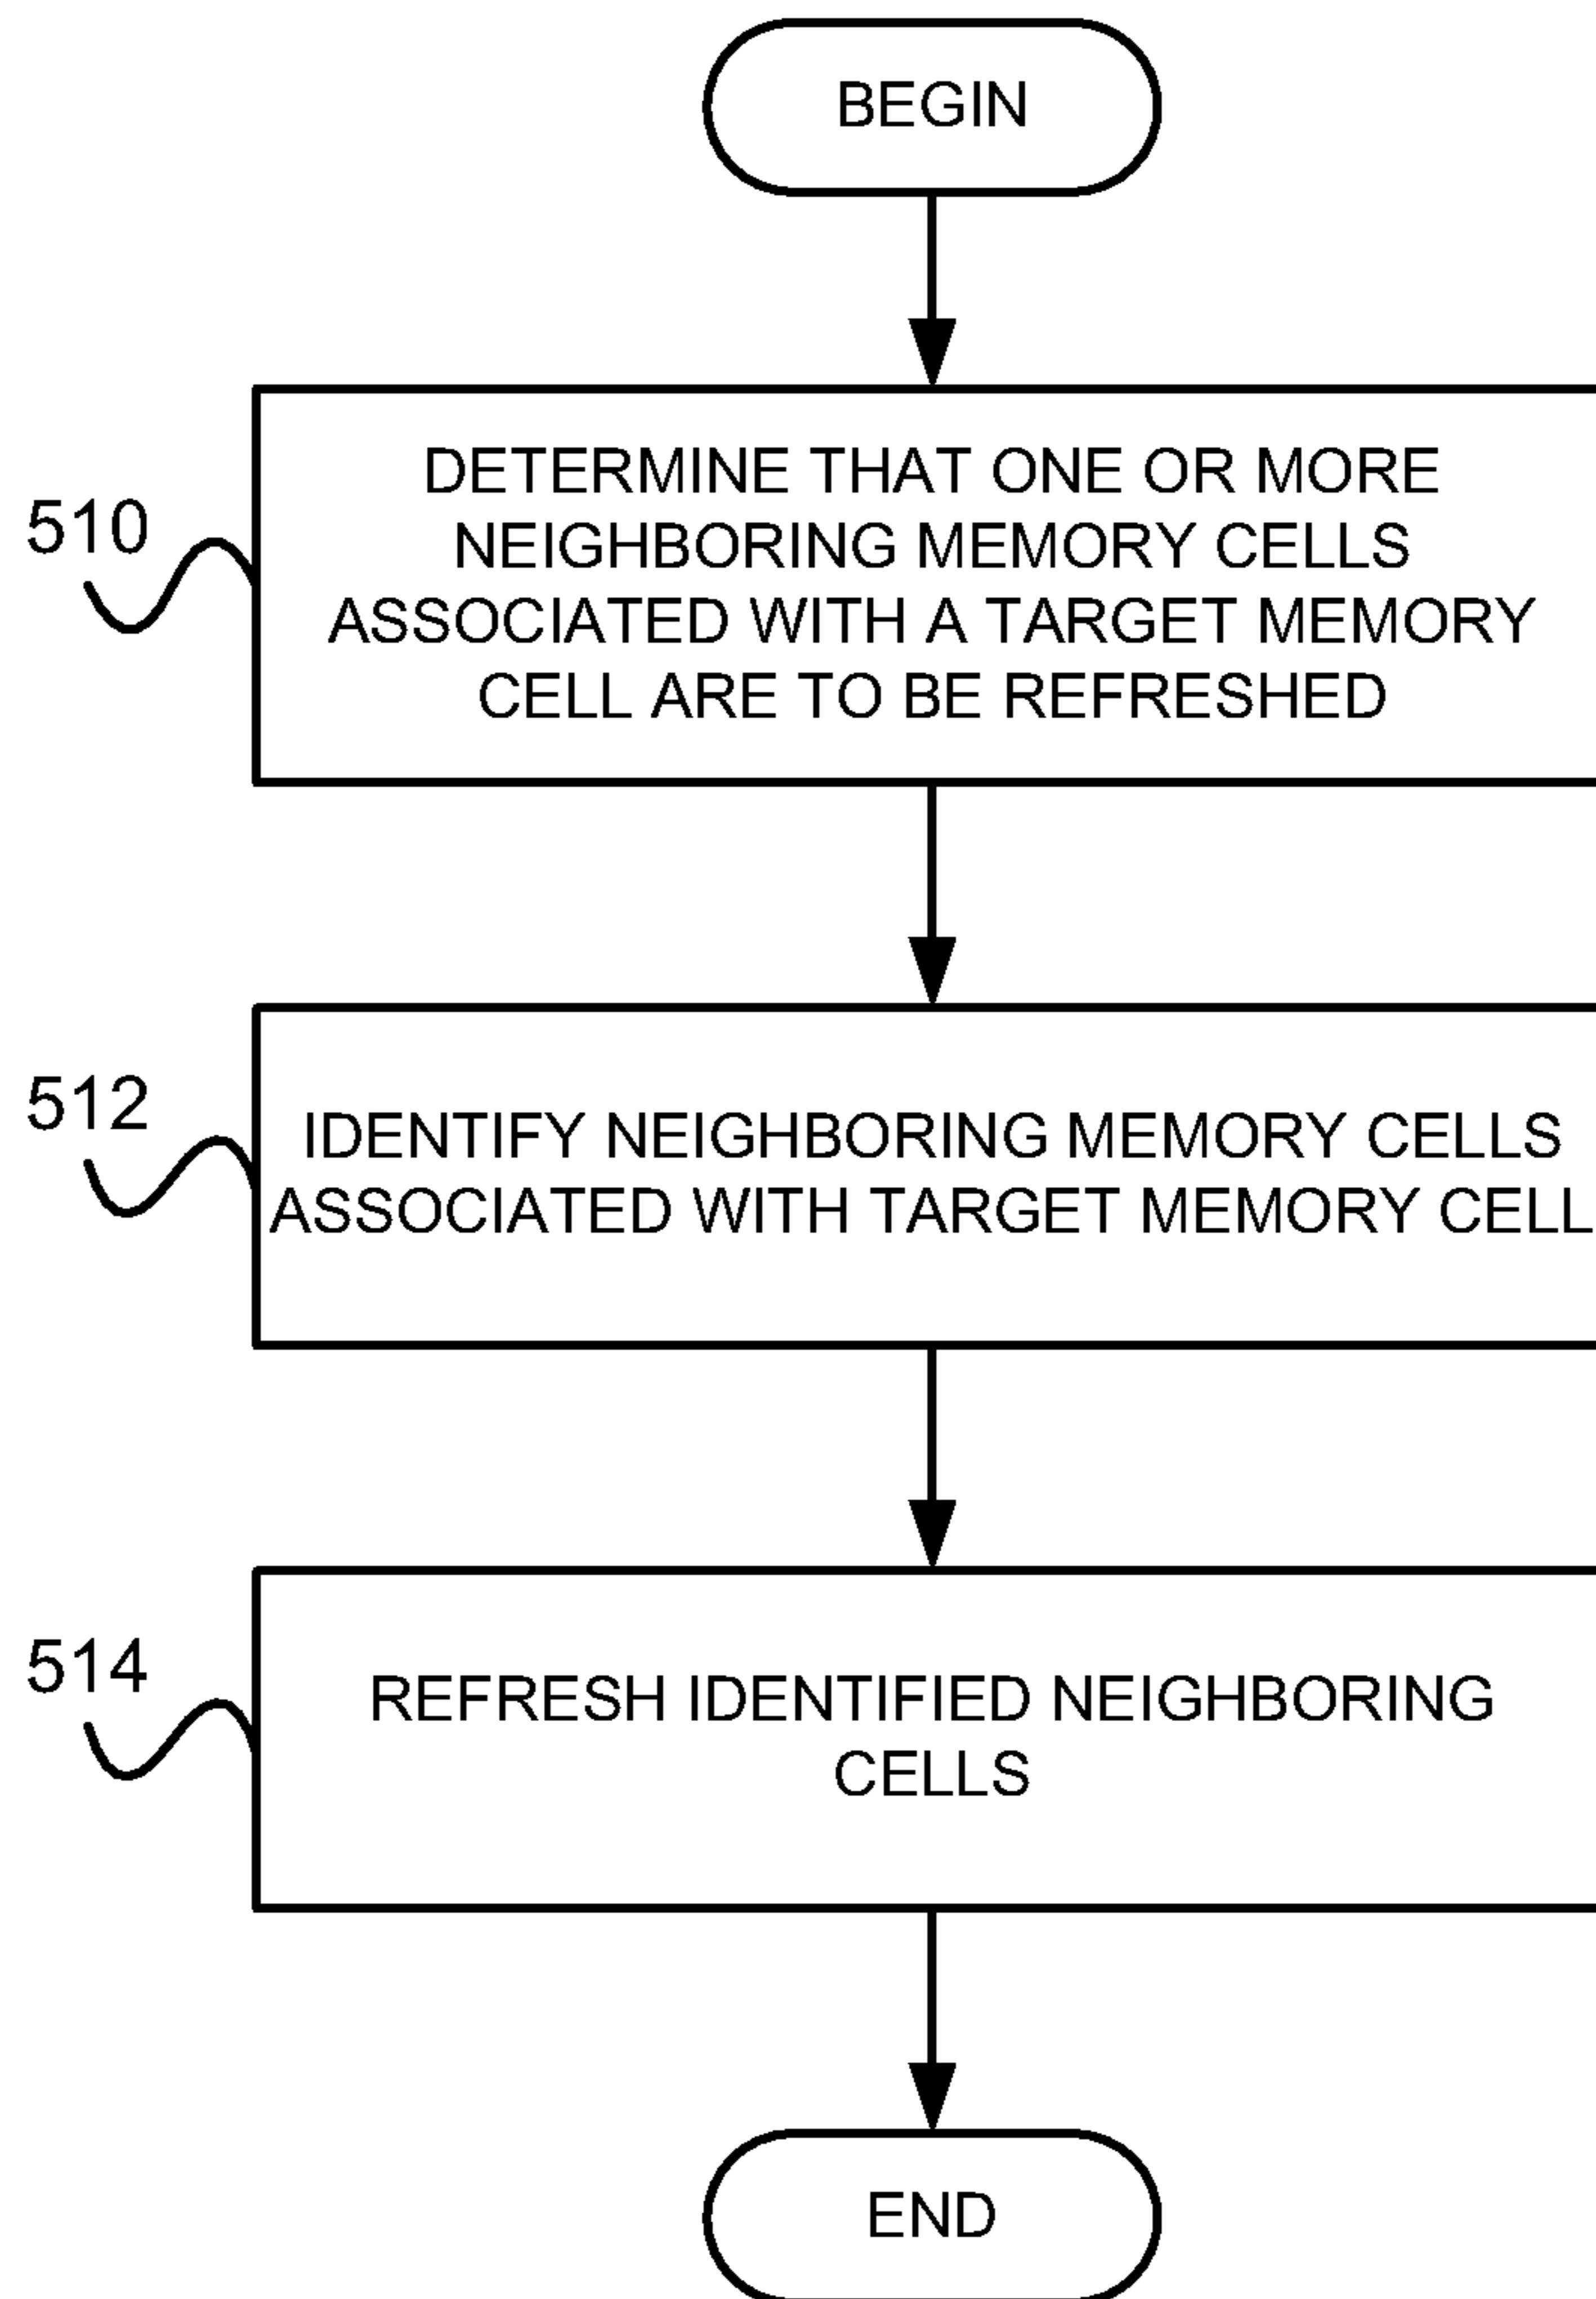 BEGIN
510
DETERMINE THAT ONE OR MORE
NEIGHBORING MEMORY CELLS
ASSOCIATED WITH A TARGET MEMORY
CELL ARE TO BE REFRESHED
512
IDENTIFY NEIGHBORING MEMORY CELLS
ASSOCIATED WITH TARGET MEMORY CELL
514
REFRESH IDENTIFIED NEIGHBORING
CELLS
END